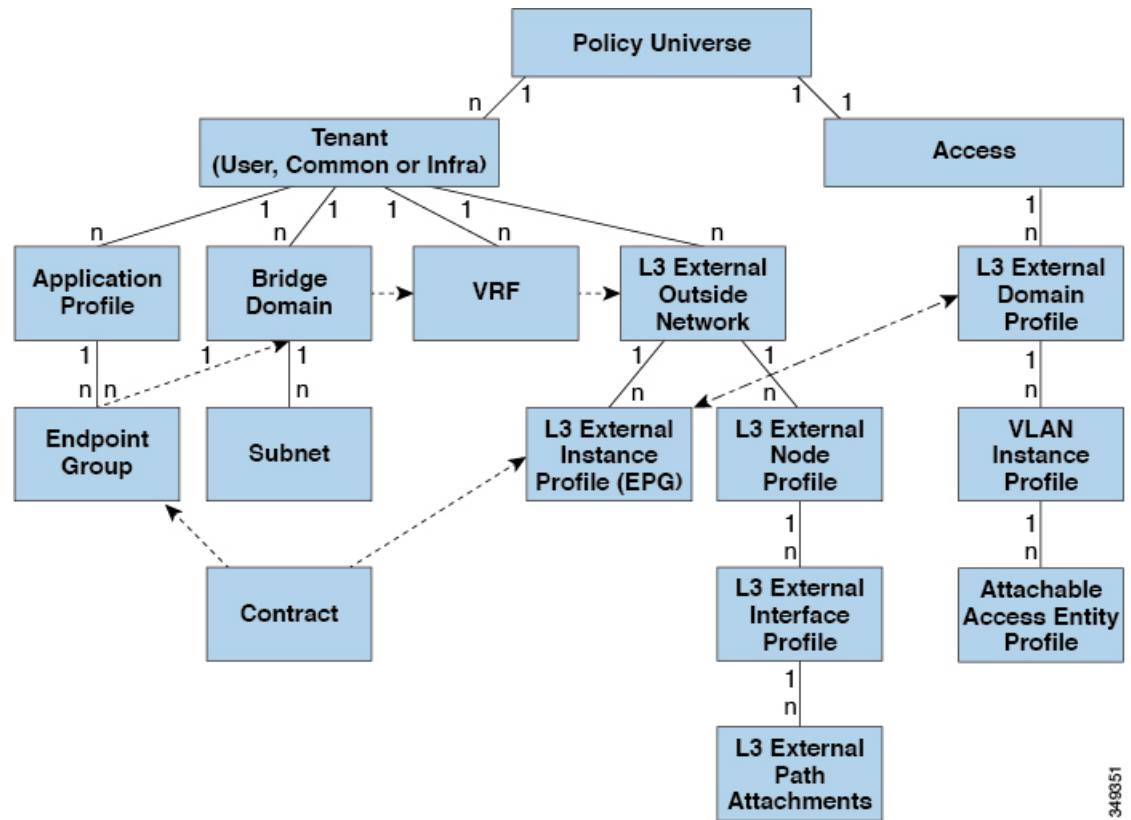 Policy Universe
n
1
1
1
Tenant
(User, Common or Infra)
Access
1
1
1
1
1
n
n
n
n
n
Application
Profile
Bridge
Domain
VRF
L3 External
Outside
Network
L3 External
Domain
Profile
1
1
1
1
1
1
n
n
n
n
n
n
Endpoint
Group
Subnet
L3 External
Instance
Profile (EPG)
L3 External
Node
Profile
VLAN
Instance
Profile
1
1
n
n
Contract
L3 External
Interface
Profile
Attachable
Access Entity
Profile
1
n
L3 External
Path
Attachments
349351